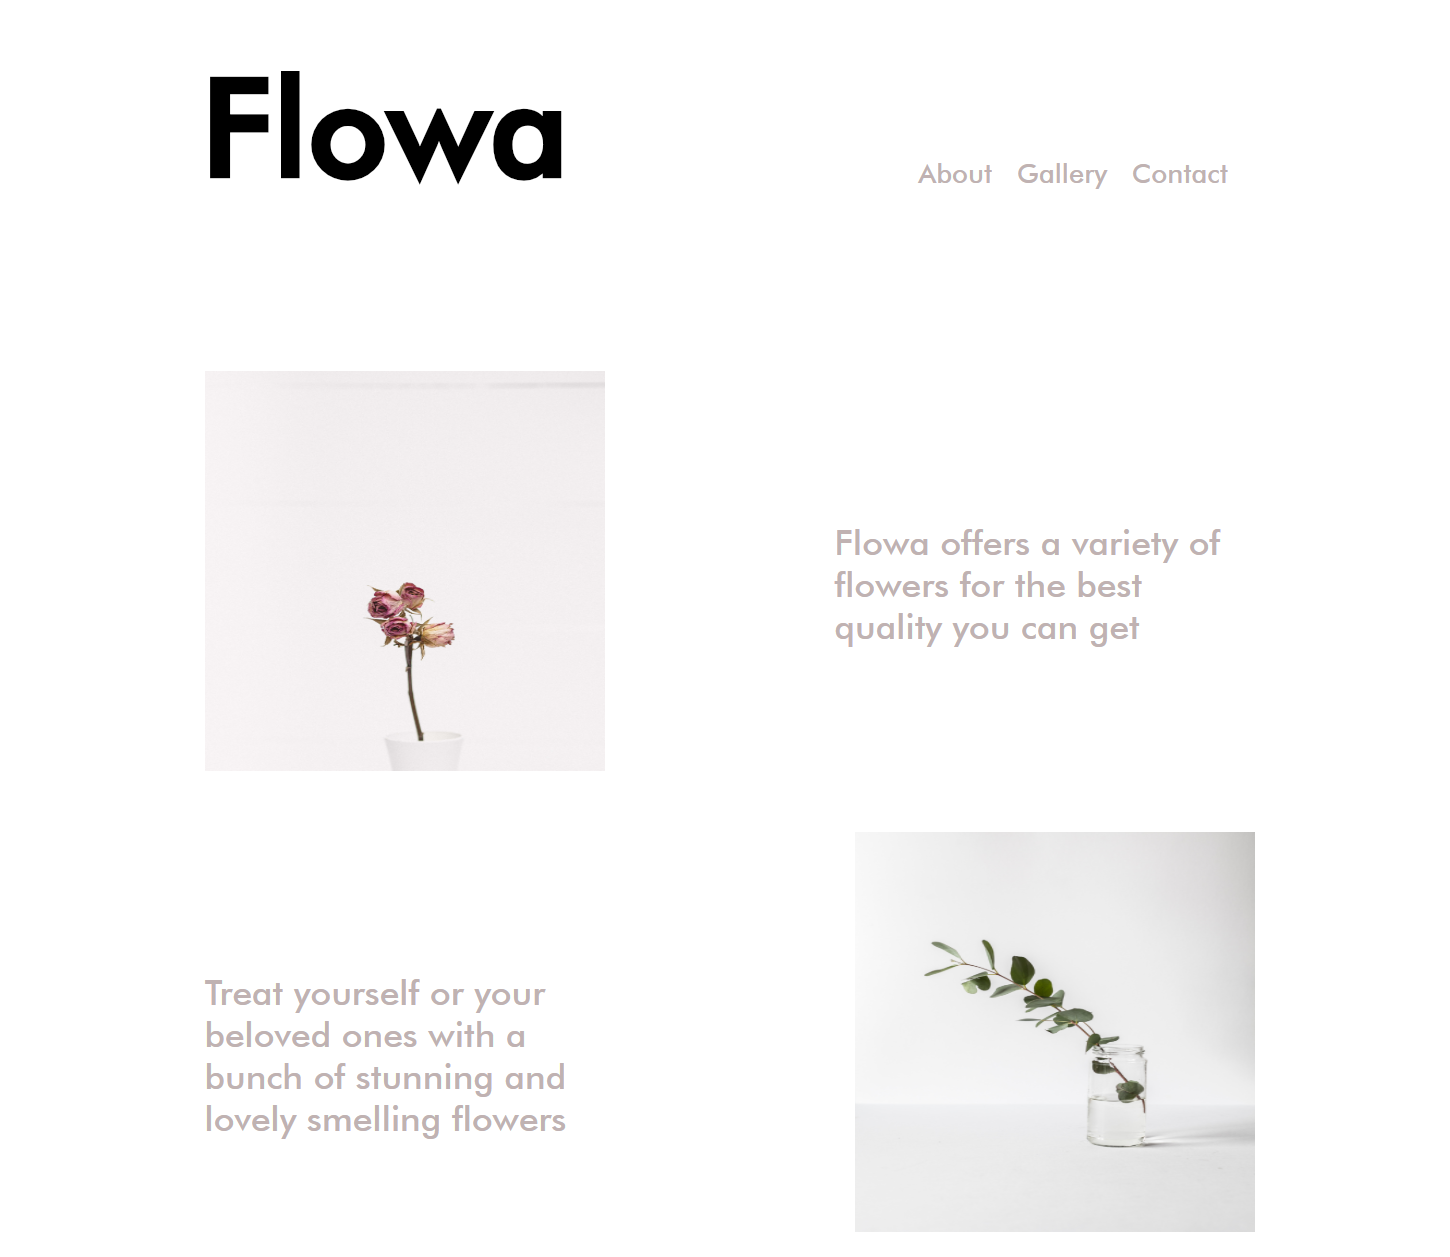 Flowa
About Gallery Contact
Flowa offers a variety of
flowers for the best
quality you can get
Treat yourself or your
beloved ones with a
bunch of stunning and
lovely smelling flowers